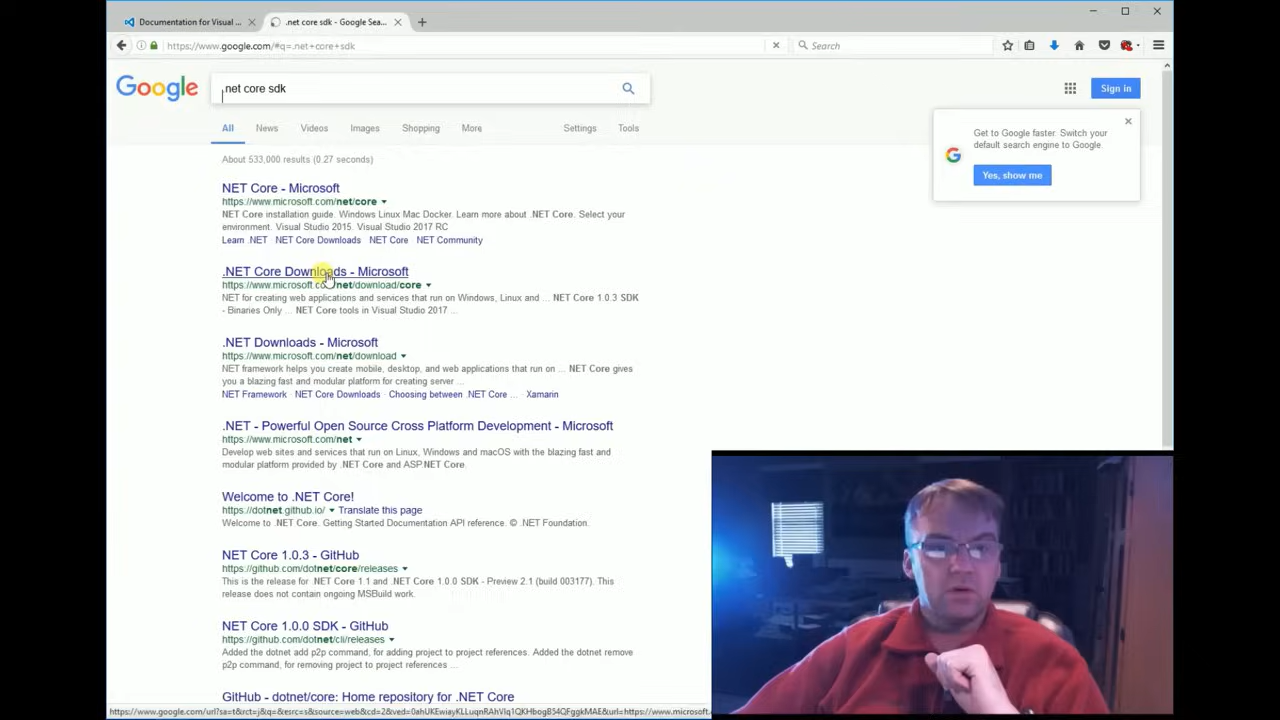 Documentation for Visual ...
.net core sdk - Google Sea...
https://www.google.com/#q=.net+core+sdk
Search
Google
.net core sdk
Sign in
All
News
Videos
Images
Shopping
More
Settings
Tools
Get to Google faster. Switch your
default search engine to Google.
Yes, show me
About 533,000 results (0.27 seconds)
NET Core - Microsoft
https://www.microsoft.com/net/core
NET Core installation guide. Windows Linux Mac Docker. Learn more about .NET Core. Select your
environment. Visual Studio 2015. Visual Studio 2017 RC
Learn .NET NET Core Downloads NET Core NET Community
.NET Core Downloads - Microsoft
https://www.microsoft.com/net/download/core
NET for creating web applications and services that run on Windows, Linux and ... NET Core 1.0.3 SDK
- Binaries Only ... NET Core tools in Visual Studio 2017 ...
.NET Downloads - Microsoft
https://www.microsoft.com/net/download
NET framework helps you create mobile, desktop, and web applications that run on ... NET Core gives
you a blazing fast and modular platform for creating server ...
NET Framework · NET Core Downloads · Choosing between .NET Core ... · Xamarin
.NET - Powerful Open Source Cross Platform Development - Microsoft
https://www.microsoft.com/net
Develop web sites and services that run on Linux, Windows and macOS with the blazing fast and
modular platform provided by .NET Core and ASP.NET Core.
Welcome to .NET Core!
https://dotnet.github.io/ Translate this page
Welcome to .NET Core. Getting Started Documentation API reference. © .NET Foundation.
NET Core 1.0.3 - GitHub
https://github.com/dotnet/core/releases
This is the release for .NET Core 1.1 and .NET Core 1.0.0 SDK - Preview 2.1 (build 003177). This
release does not contain ongoing MSBuild work.
NET Core 1.0.0 SDK - GitHub
https://github.com/dotnet/cli/releases
Added the dotnet add p2p command, for adding project to project references. Added the dotnet remove
p2p command, for removing project to project references ...
GitHub - dotnet/core: Home repository for .NET Core